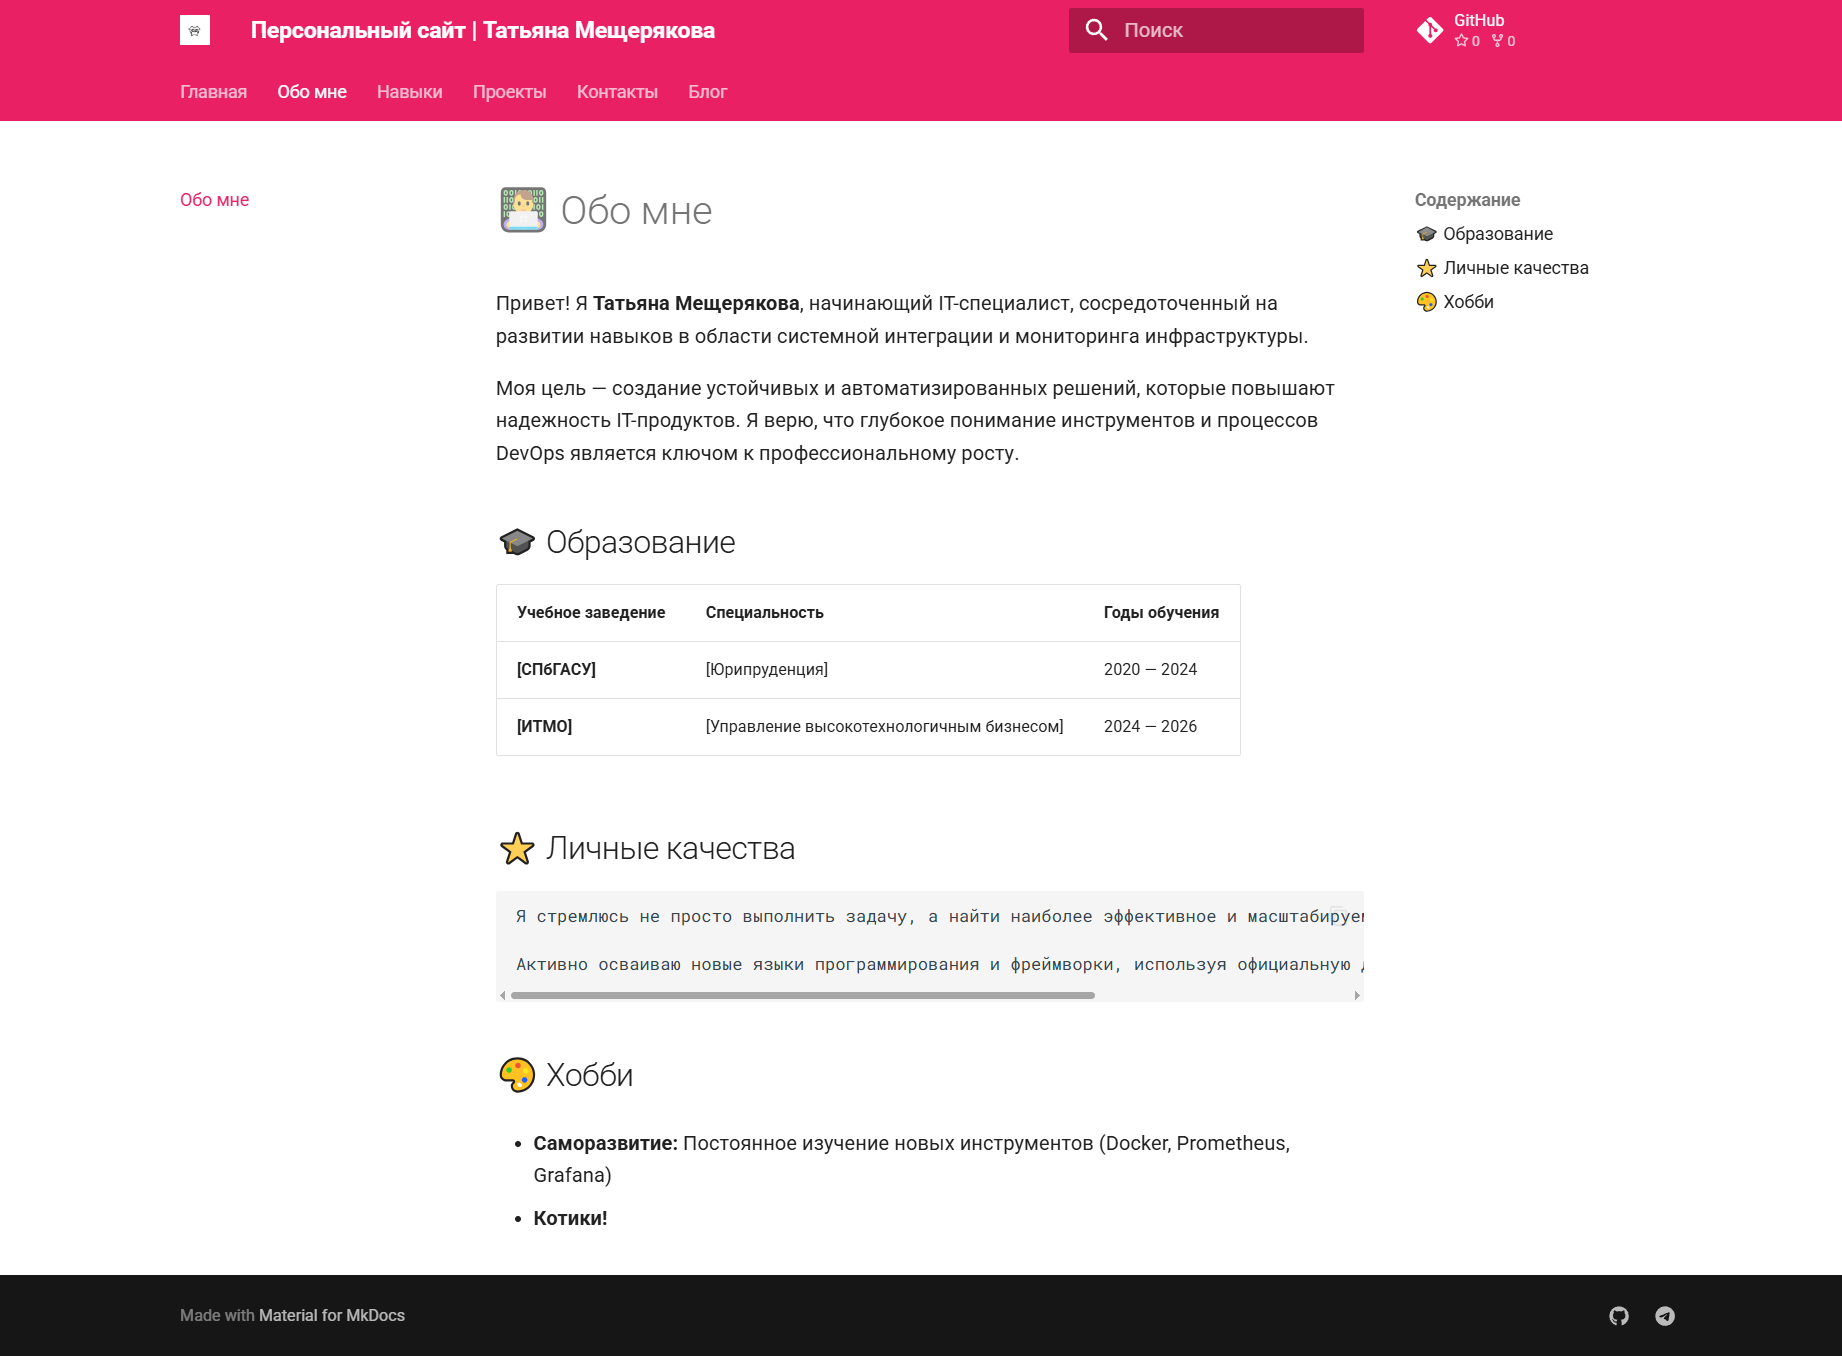 Персональный сайт | Татьяна Мещерякова
Поиск
GitHub
0 0
Главная Обо мне Навыки Проекты Контакты Блог
Обо мне
Обо мне
Содержание
Образование
Личные качества
Хобби
Привет! Я Татьяна Мещерякова, начинающий IT-специалист, сосредоточенный на
развитии навыков в области системной интеграции и мониторинга инфраструктуры.
Моя цель — создание устойчивых и автоматизированных решений, которые повышают
надежность IT-продуктов. Я верю, что глубокое понимание инструментов и процессов
DevOps является ключом к профессиональному росту.
Образование
Учебное заведение Специальность Годы обучения
[СПбГАСУ] [Юрипруденция] 2020 — 2024
[ИТМО] [Управление высокотехнологичным бизнесом] 2024 — 2026
Личные качества
Я стремлюсь не просто выполнить задачу, а найти наиболее эффективное и
Активно осваиваю новые языки программирования и фреймворки, используя официальную
Хобби
Саморазвитие: Постоянное изучение новых инструментов (Docker, Prometheus,
Grafana)
Котики!
Made with Material for MkDocs